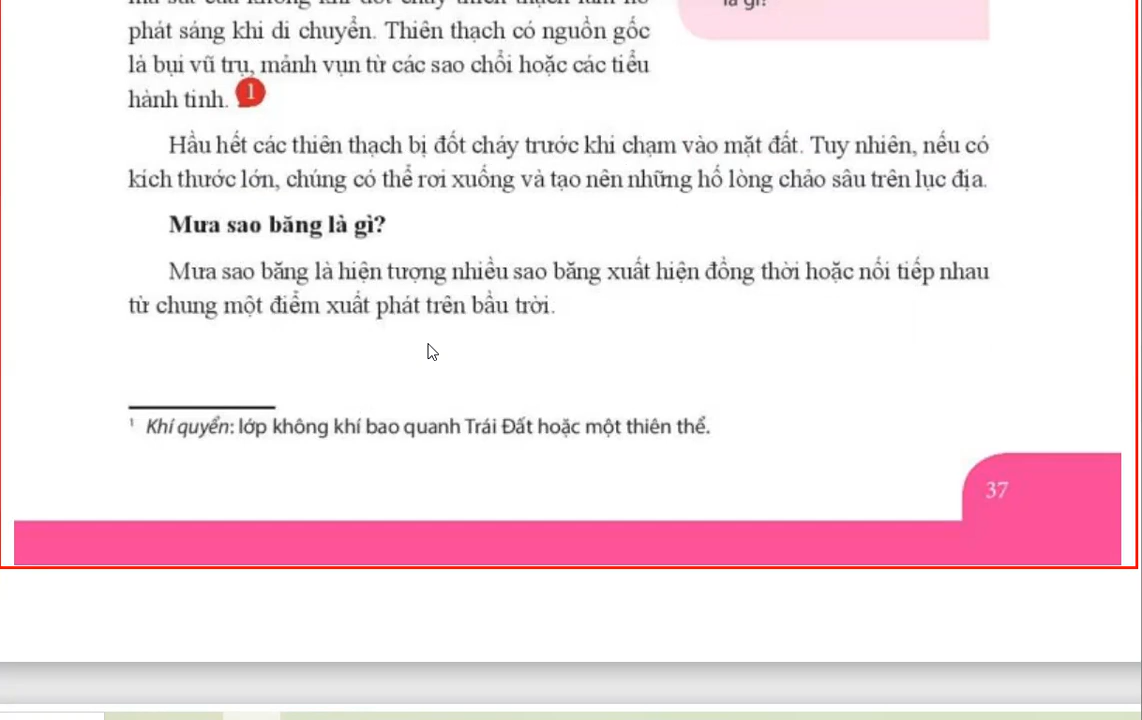 là gì?
phát sáng khi di chuyển. Thiên thạch có nguồn gốc
là bụi vũ trụ, mảnh vụn từ các sao chổi hoặc các tiểu
hành tinh. 1
Hầu hết các thiên thạch bị đốt cháy trước khi chạm vào mặt đất. Tuy nhiên, nếu có
kích thước lớn, chúng có thể rơi xuống và tạo nên những hố lòng chảo sâu trên lục địa.
Mưa sao băng là gì?
Mưa sao băng là hiện tượng nhiều sao băng xuất hiện đồng thời hoặc nối tiếp nhau
từ chung một điểm xuất phát trên bầu trời.
1 Khí quyển: lớp không khí bao quanh Trái Đất hoặc một thiên thể.
37